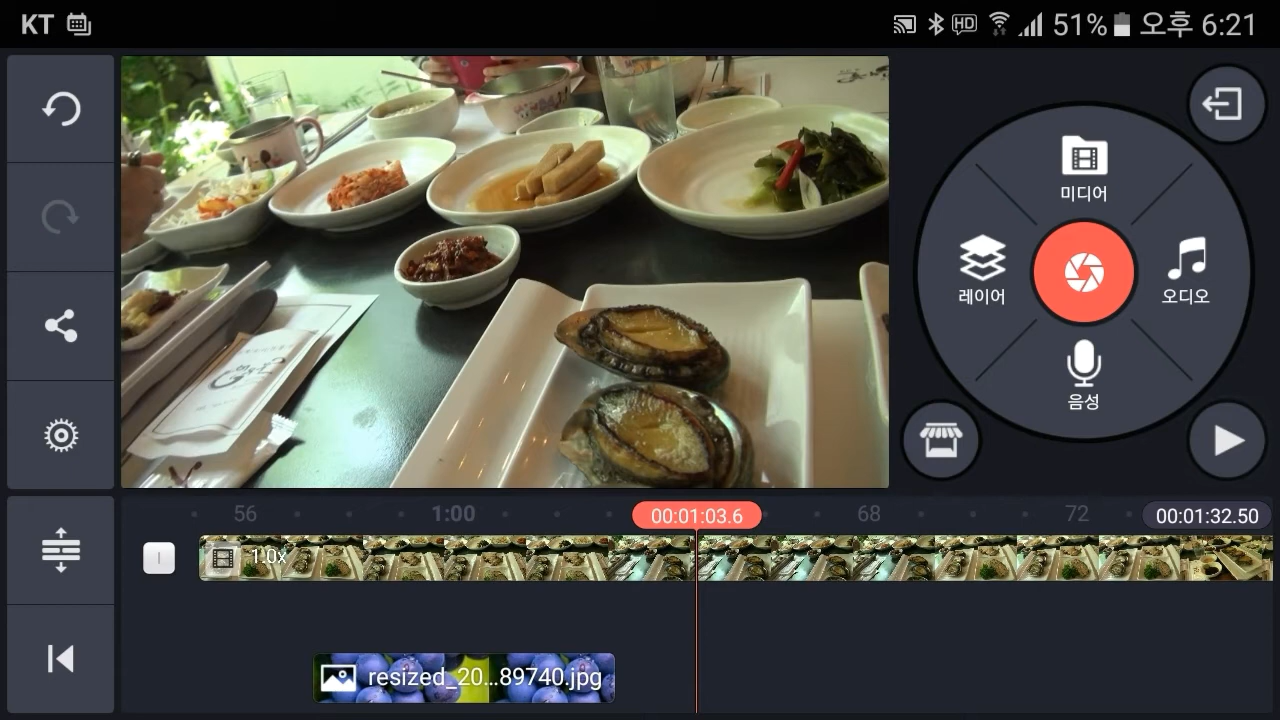 KT
HD
51%
오후 6:21
미디어
레이어
오디오
음성
56
1:00
00:01:03.6
68
72
00:01:32.50
1.0x
resized_20...89740.jpg